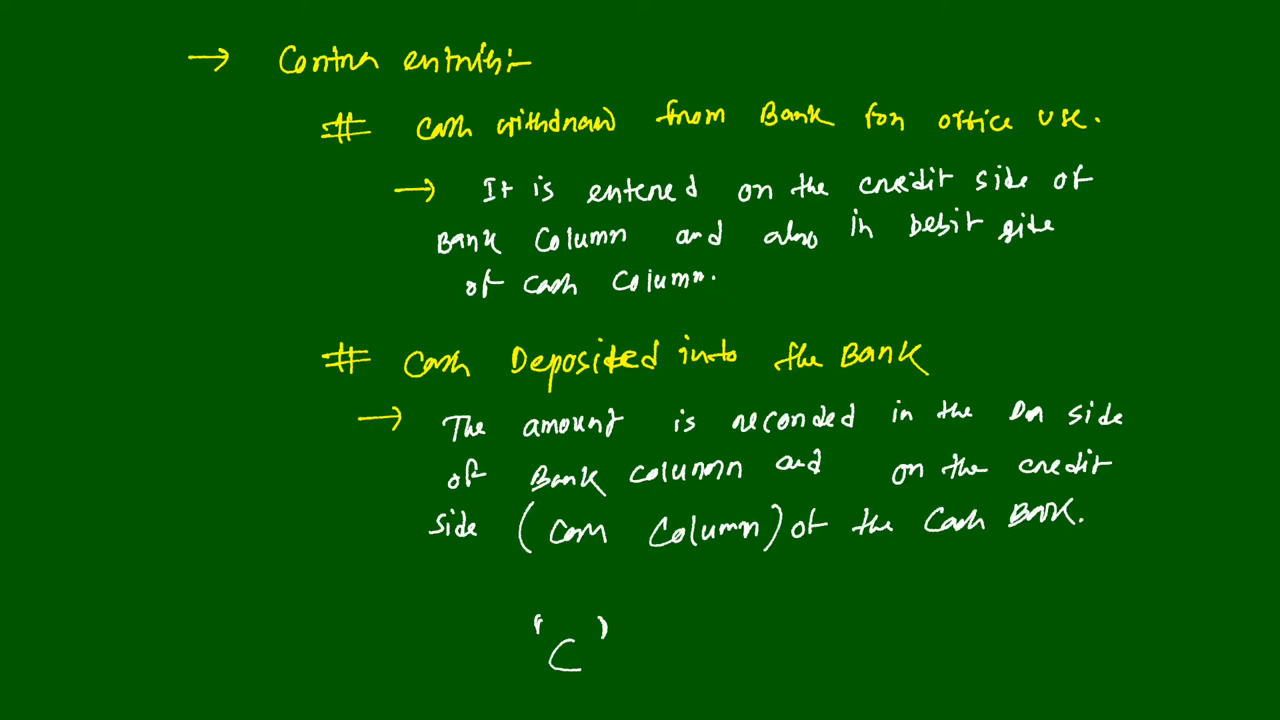 → Contra entries:-
# Cash withdraw from Bank for office use.
→ It is entered on the credit side of
Bank Column and also in Debit side
of Cash Column.
# Cash Deposited into the Bank
→ The amount is recorded in the Dr side
of Bank column and on the credit
side (Cash Column) of the Cash Book.
"C"